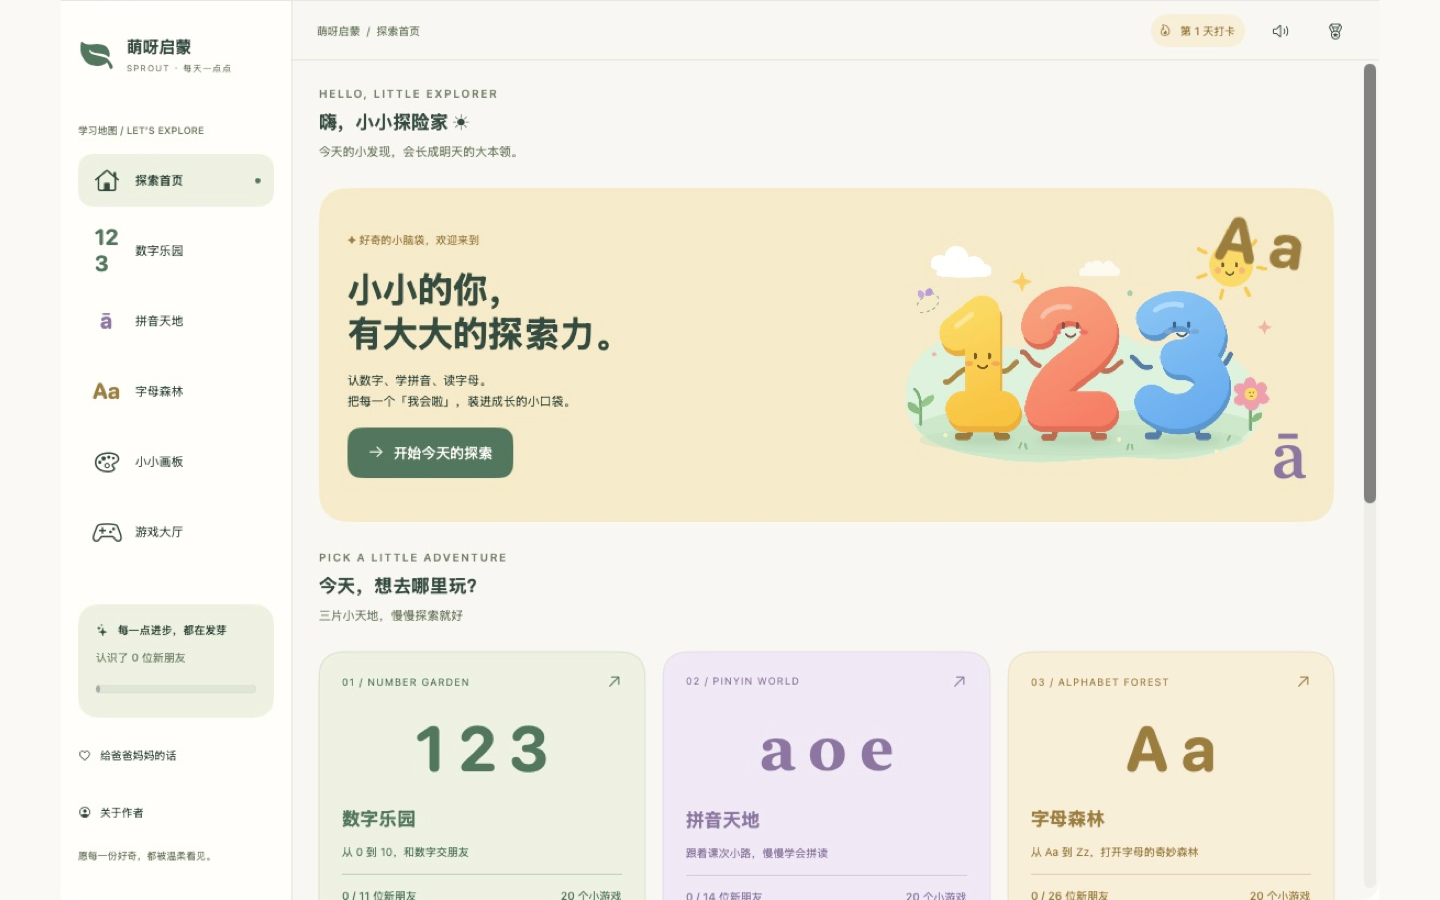 萌呀启蒙
SPROUT · 每天一点点
学习地图 / LET'S EXPLORE
探索首页
123
数字乐园
ā
拼音天地
Aa
字母森林
小小画板
游戏大厅
每一点进步，都在发芽
认识了 0 位新朋友
给爸爸妈妈的话
关于作者
愿每一份好奇，都被温柔看见。
萌呀启蒙 / 探索首页
第 1 天打卡
HELLO, LITTLE EXPLORER
嗨，小小探险家☀
今天的小发现，会长成明天的大本领。
✦ 好奇的小脑袋，欢迎来到
小小的你，
有大大的探索力。
认数字、学拼音、读字母。
把每一个「我会啦」，装进成长的小口袋。
开始今天的探索
A a
1 2 3
ā
PICK A LITTLE ADVENTURE
今天，想去哪里玩?
三片小天地，慢慢探索就好
01 / NUMBER GARDEN
1 2 3
数字乐园
从 0 到 10，和数字交朋友
0 / 11 位新朋友
20 个小游戏
02 / PINYIN WORLD
a o e
拼音天地
跟着课次小路，慢慢学会拼读
0 / 14 位新朋友
20 个小游戏
03 / ALPHABET FOREST
A a
字母森林
从 Aa 到 Zz，打开字母的奇妙森林
0 / 26 位新朋友
20 个小游戏